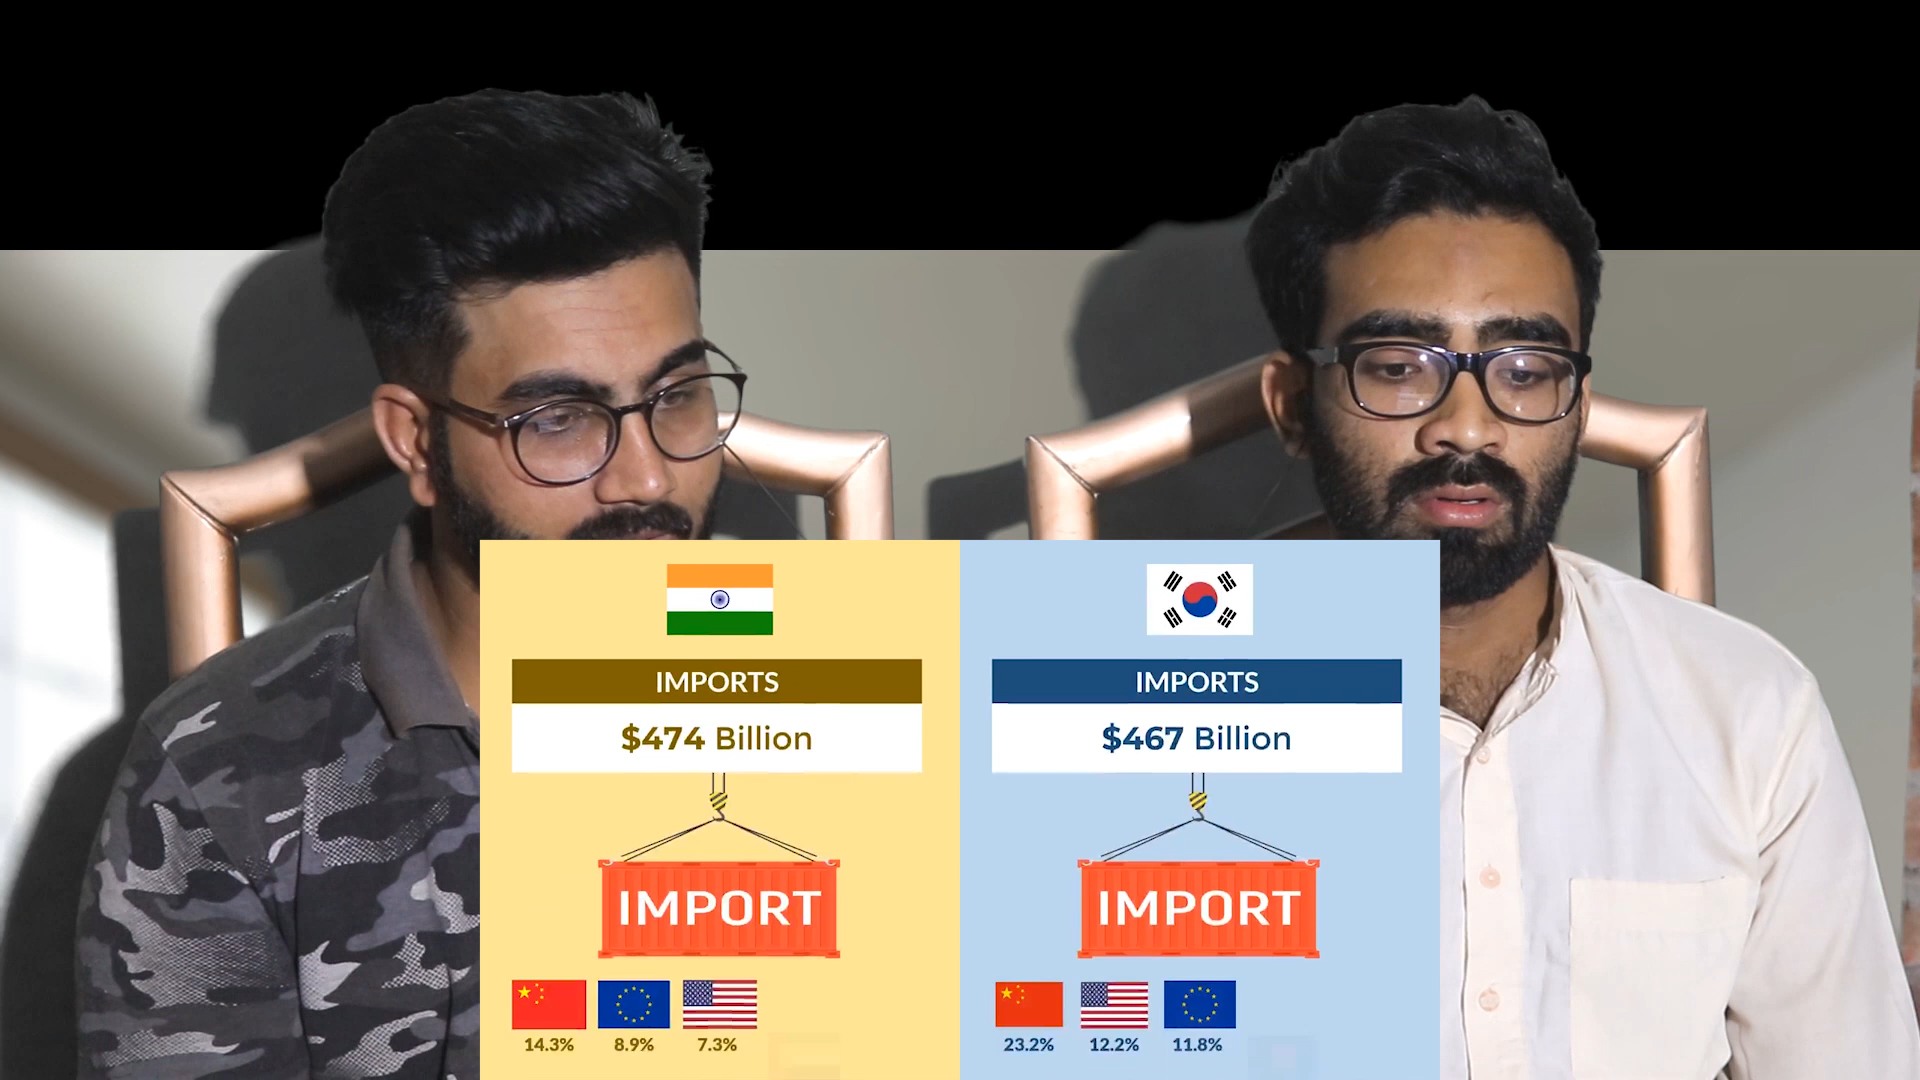 IMPORTS
$474 Billion
IMPORT
14.3% 8.9% 7.3%
IMPORTS
$467 Billion
IMPORT
23.2% 12.2% 11.8%